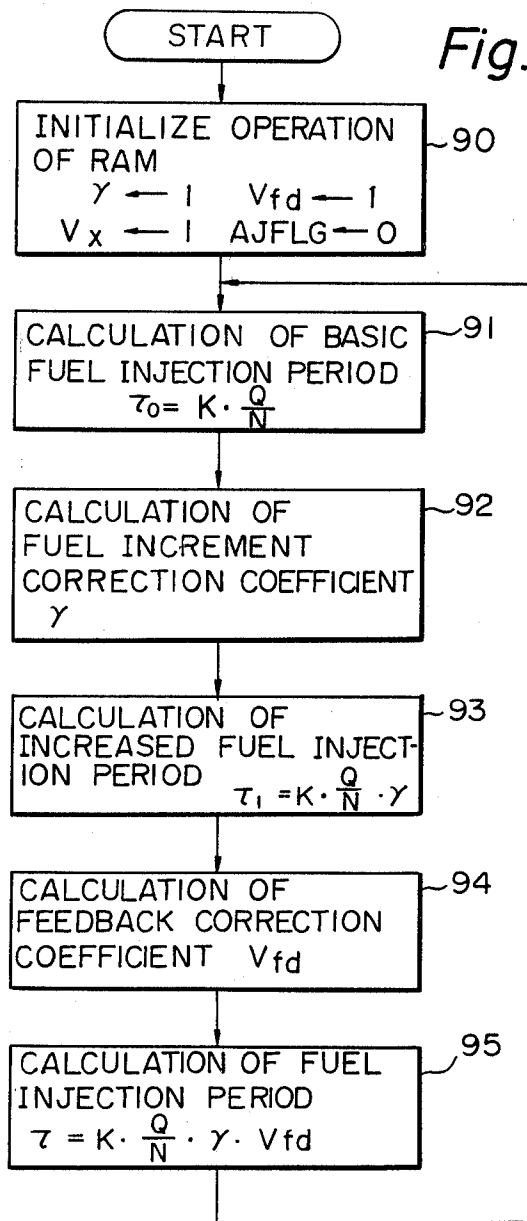 START
Fig.
INITIALIZE OPERATION
OF RAM
γ ← 1 Vfd ← 1
Vx ← 1 AJFLG ← 0
90
CALCULATION OF BASIC
FUEL INJECTION PERIOD
τ0 = K · Q/N
91
CALCULATION OF
FUEL INCREMENT
CORRECTION COEFFICIENT
γ
92
CALCULATION OF
INCREASED FUEL INJECT-
ION PERIOD
τ1 = K · Q/N · γ
93
CALCULATION OF
FEEDBACK CORRECTION
COEFFICIENT Vfd
94
CALCULATION OF FUEL
INJECTION PERIOD
τ = K · Q/N · γ · Vfd
95